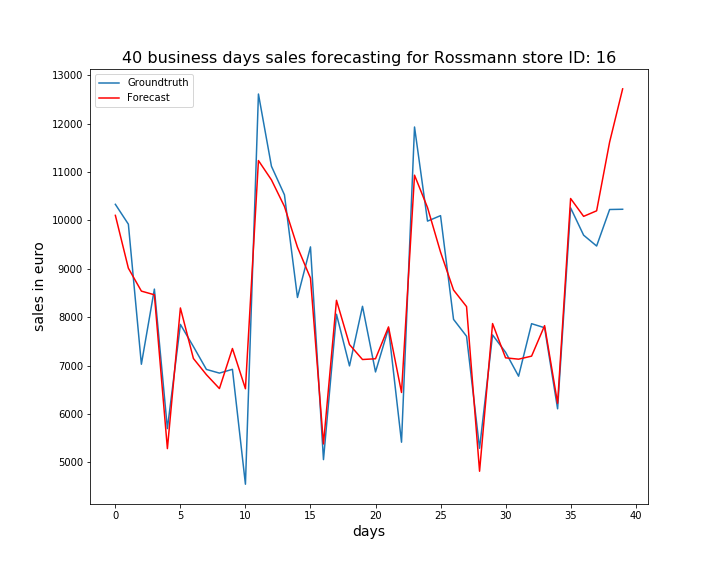 40 business days sales forecasting for Rossmann store ID: 16
Groundtruth
Forecast
13000
12000
11000
10000
9000
8000
7000
6000
5000
sales in euro
0 5 10 15 20 25 30 35 40
days